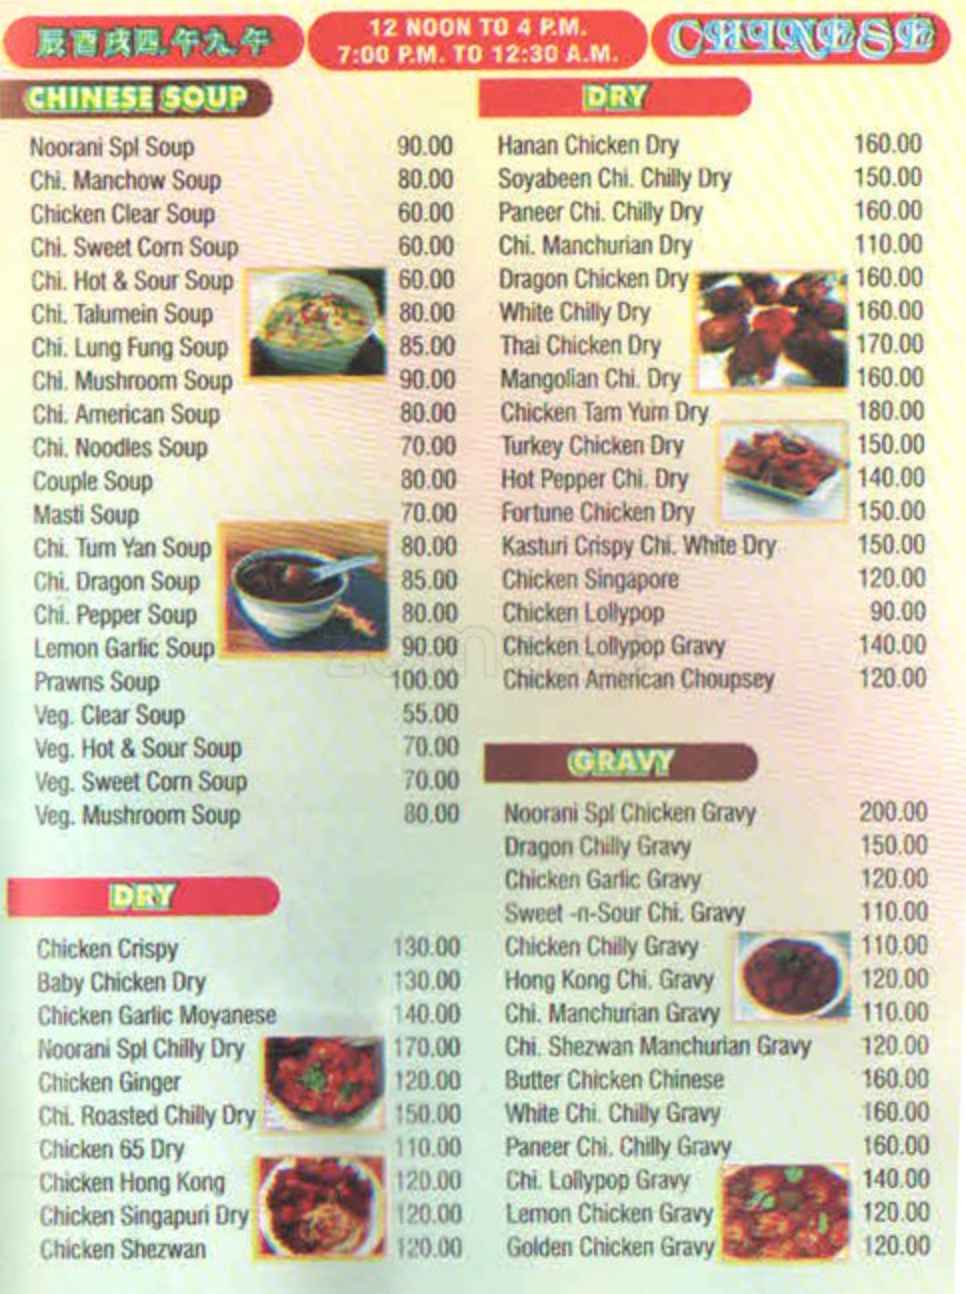 辰酉戌四.午九.午
12 NOON TO 4 P.M.
7:00 P.M. TO 12:30 A.M.
CHINESE
CHINESE SOUP
Noorani Spl Soup 90.00
Chi. Manchow Soup 80.00
Chicken Clear Soup 60.00
Chi. Sweet Corn Soup 60.00
Chi. Hot & Sour Soup 60.00
Chi. Talumein Soup 80.00
Chi. Lung Fung Soup 85.00
Chi. Mushroom Soup 90.00
Chi. American Soup 80.00
Chi. Noodles Soup 70.00
Couple Soup 80.00
Masti Soup 70.00
Chi. Tum Yan Soup 80.00
Chi. Dragon Soup 85.00
Chi. Pepper Soup 80.00
Lemon Garlic Soup 90.00
Prawns Soup 100.00
Veg. Clear Soup 55.00
Veg. Hot & Sour Soup 70.00
Veg. Sweet Corn Soup 70.00
Veg. Mushroom Soup 80.00
DRY
Chicken Crispy 130.00
Baby Chicken Dry 130.00
Chicken Garlic Moyanese 140.00
Noorani Spl Chilly Dry 170.00
Chicken Ginger 120.00
Chi. Roasted Chilly Dry 150.00
Chicken 65 Dry 110.00
Chicken Hong Kong 120.00
Chicken Singapuri Dry 120.00
Chicken Shezwan 120.00
DRY
Hanan Chicken Dry 160.00
Soyabeen Chi. Chilly Dry 150.00
Paneer Chi. Chilly Dry 160.00
Chi. Manchurian Dry 110.00
Dragon Chicken Dry 160.00
White Chilly Dry 160.00
Thai Chicken Dry 170.00
Mangolian Chi. Dry 160.00
Chicken Tam Yum Dry 180.00
Turkey Chicken Dry 150.00
Hot Pepper Chi. Dry 140.00
Fortune Chicken Dry 150.00
Kasturi Crispy Chi. White Dry 150.00
Chicken Singapore 120.00
Chicken Lollypop 90.00
Chicken Lollypop Gravy 140.00
Chicken American Choupsey 120.00
GRAVY
Noorani Spl Chicken Gravy 200.00
Dragon Chilly Gravy 150.00
Chicken Garlic Gravy 120.00
Sweet -n-Sour Chi. Gravy 110.00
Chicken Chilly Gravy 110.00
Hong Kong Chi. Gravy 120.00
Chi. Manchurian Gravy 110.00
Chi. Shezwan Manchurian Gravy 120.00
Butter Chicken Chinese 160.00
White Chi. Chilly Gravy 160.00
Paneer Chi. Chilly Gravy 160.00
Chi. Lollypop Gravy 140.00
Lemon Chicken Gravy 120.00
Golden Chicken Gravy 120.00